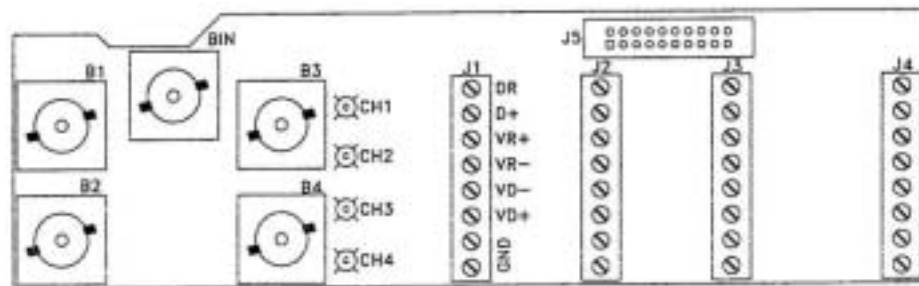 BIN
J5
B1
B3
J1
J2
J3
J4
CH1
DR
D+
VR+
CH2
VR-
B2
B4
VD-
CH3
VD+
CH4
GND